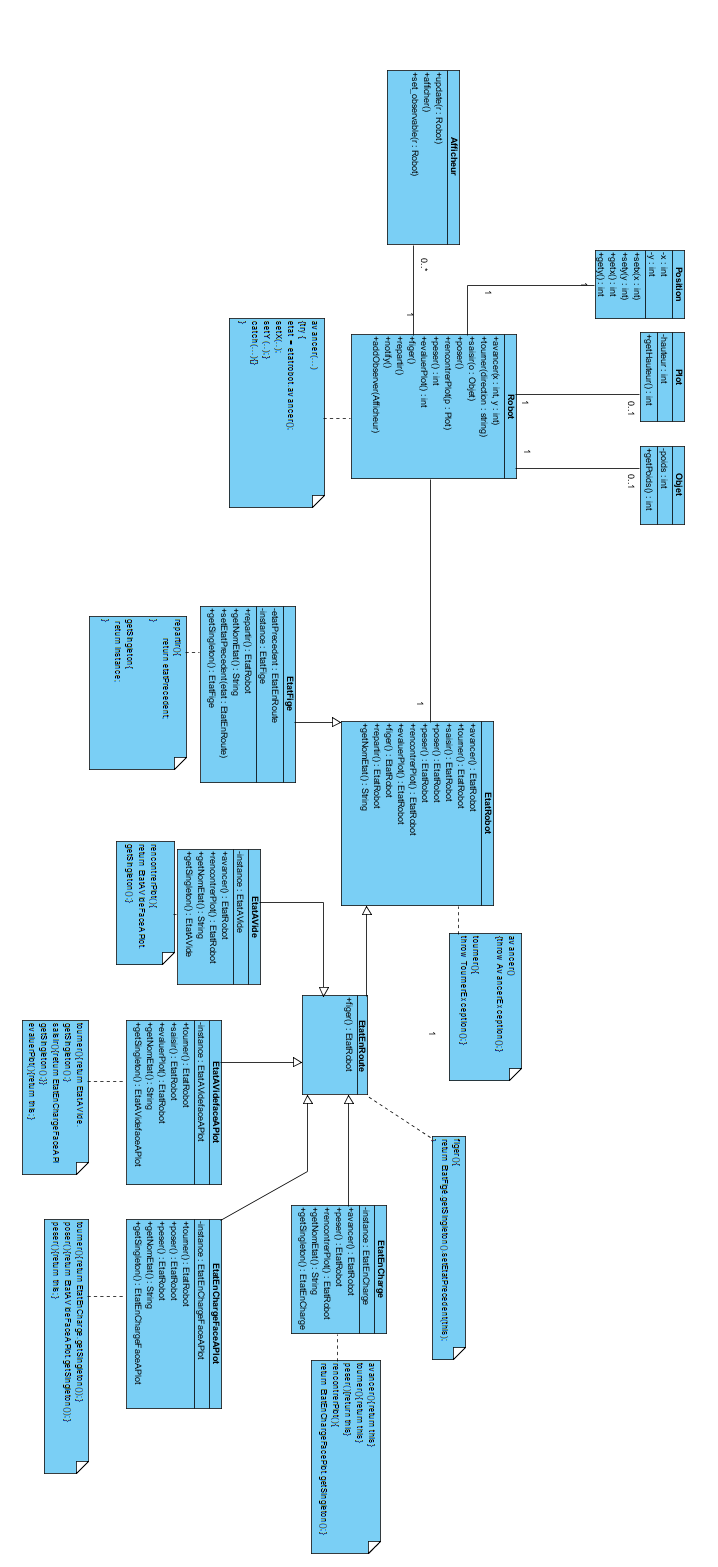 Afficheur
+update(r : Robot)
+afficher()
+set_observable(r : Robot)
0..*
1
Position
-x : int
-y : int
+setx(x : int)
+sety(y : int)
+getx() : int
+gety() : int
1
1
Plot
-hauteur : int
+getHauteur() : int
0..1
1
Objet
-poids : int
+getPoids() : int
0..1
1
Robot
+avancer(x : int, y : int)
+tourner(direction : string)
+saisir(o : Objet)
+poser()
+rencontrerPlot(p : Plot)
+peser() : int
+evaluerPlot() : int
+figer()
+repartir()
+notify()
+addObserver(Afficheur)
avancer(...)
{try {
etat = etatrobot.avancer();
setX(...);
setY (...);}
catch (...){}
}
1
EtatRobot
+avancer() : EtatRobot
+tourner() : EtatRobot
+saisir() : EtatRobot
+poser() : EtatRobot
+peser() : EtatRobot
+rencontrerPlot() : EtatRobot
+evaluerPlot() : EtatRobot
+figer() : EtatRobot
+repartir() : EtatRobot
+getNomEtat() : String
avancer()
{throw AvancerException();}
tourner(){
throw TournerException();}
1
EtatFige
-etatPrecedent : EtatEnRoute
-instance : EtatFige
+repartir() : EtatRobot
+getNomEtat() : String
+setEtatPrecedent(etat : EtatEnRoute)
+getSingleton() : EtatFige
repartir(){
return etatPrecedent;
}
getSingleton{
return instance;
}
EtatAVide
-instance : EtatAVide
+avancer() : EtatRobot
+rencontrerPlot() : EtatRobot
+getNomEtat() : String
+getSingleton() : EtatAVide
rencontrerPlot(){
return EtatAVideFaceAPlot.
getSingleton();}
EtatEnRoute
+figer() : EtatRobot
figer(){
return EtatFige.getSingleton().setEtatPrecedent(this);
EtatAVidefaceAPlot
-instance : EtatAVidefaceAPlot
+tourner() : EtatRobot
+saisir() : EtatRobot
+evaluerPlot() : EtatRobot
+getNomEtat() : String
+getSingleton() : EtatAVidefaceAPlot
tourner(){return EtatAVide.
getSingleton();}
saisir(){return EtatEnChargeFaceAPl
getSingleton();}}
evaluerPlot(){return this;}
EtatEnCharge
-instance : EtatEnCharge
+avancer() : EtatRobot
+peser() : EtatRobot
+rencontrerPlot() : EtatRobot
+getNomEtat() : String
+getSingleton() : EtatEnCharge
avancer(){return this}
tourner(){return this}
peser(){return this}
rencontrerPlot(){
return EtatEnChargeFacePlot.getSingleton();}
EtatEnChargeFaceAPlot
-instance : EtatEnChargeFaceAPlot
+tourner() : EtatRobot
+poser() : EtatRobot
+peser() : EtatRobot
+getNomEtat() : String
+getSingleton() : EtatEnChargeFaceAPlot
tourner(){return EtatEnCharge.getSingleton();}
poser(){return EtatAVideFaceAPlot.getSingleton();}
peser(){return this;}